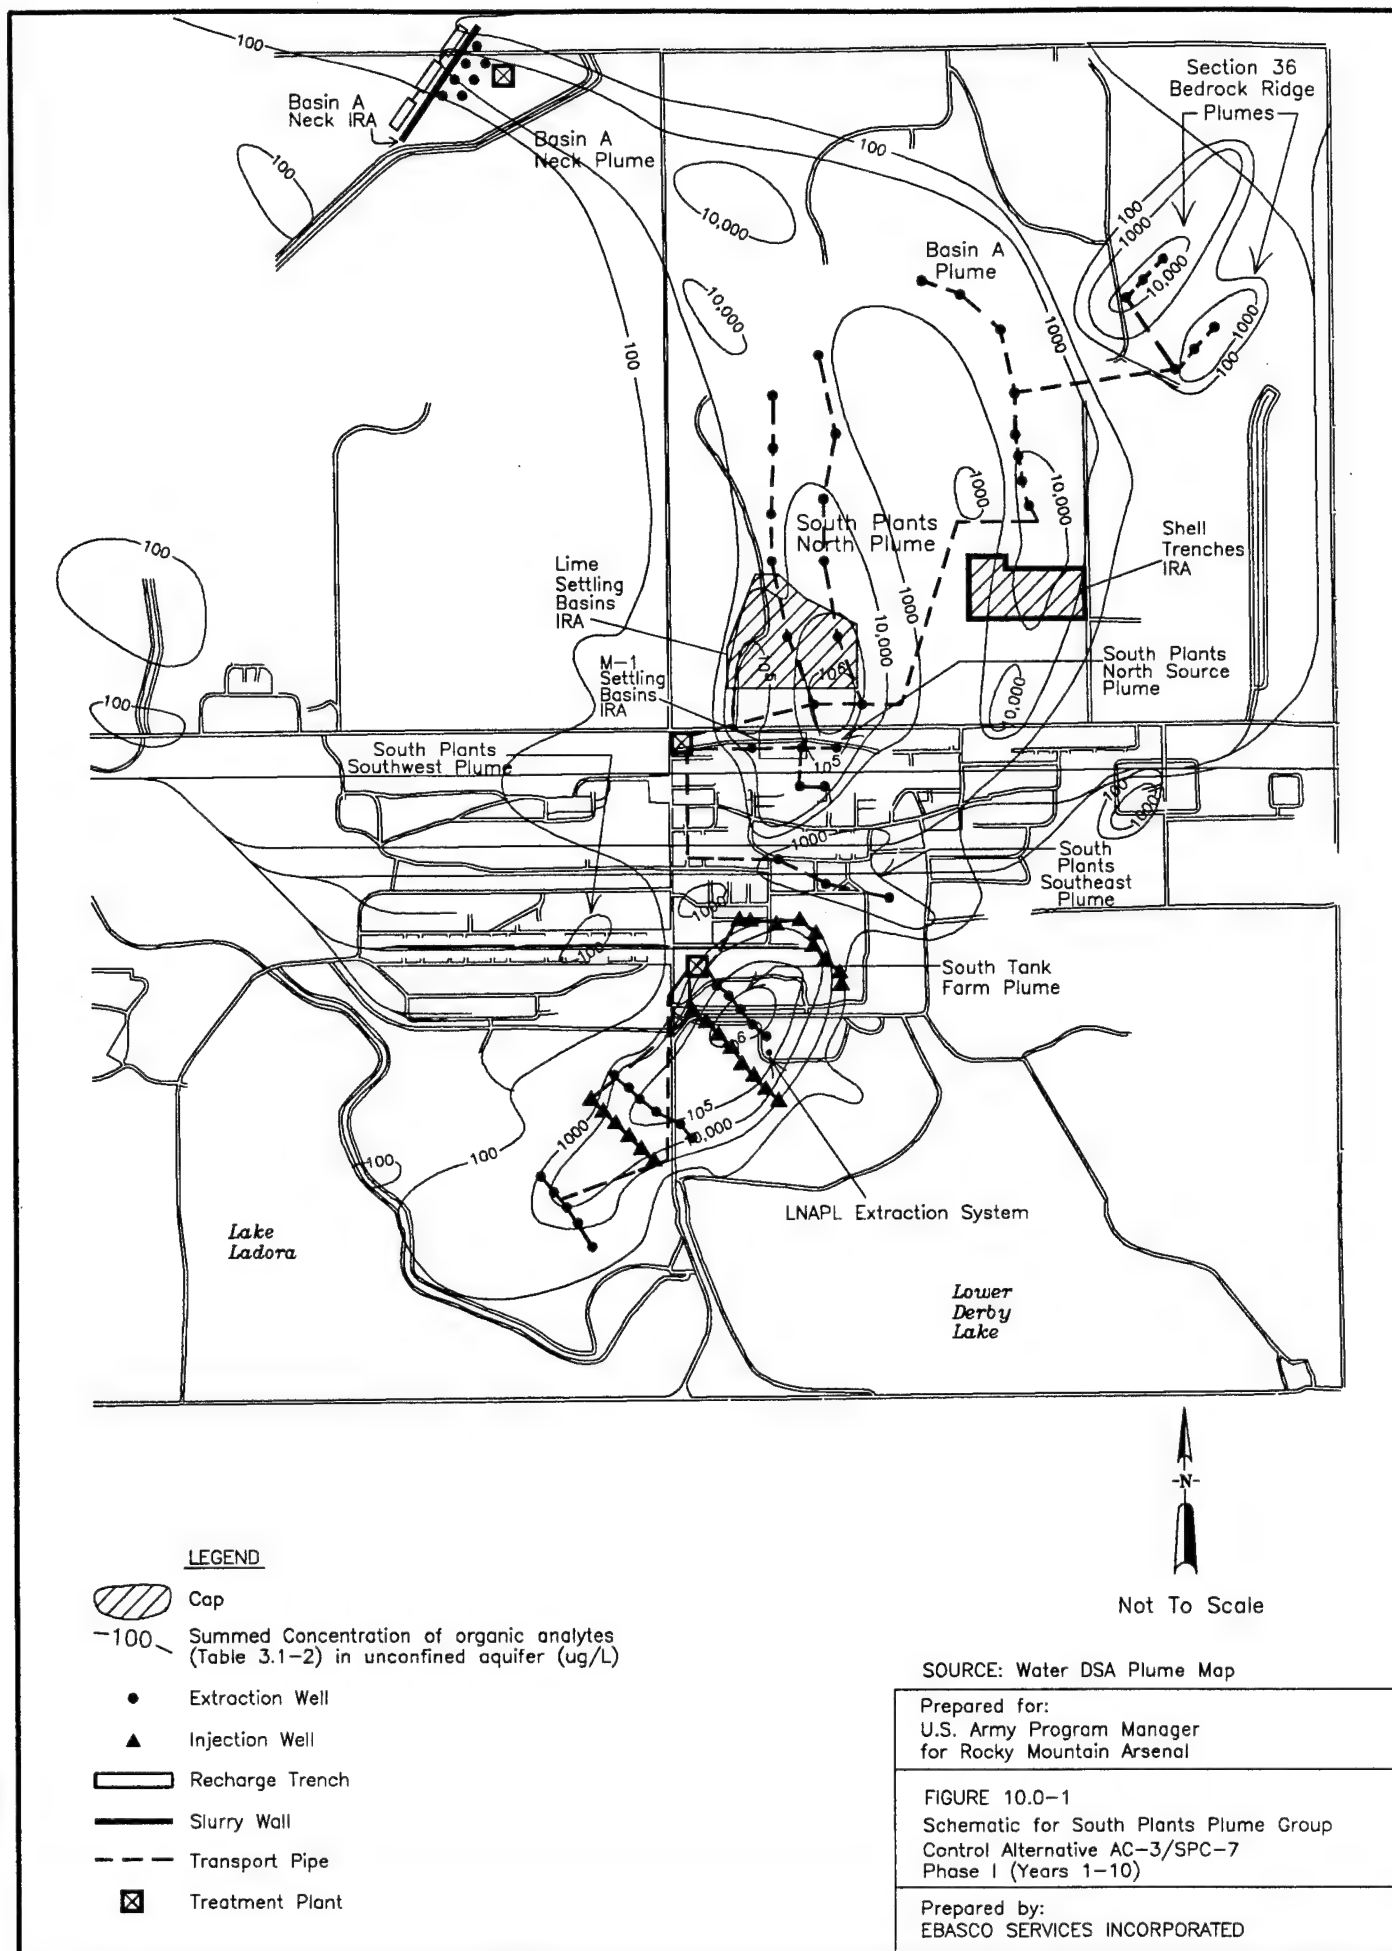 100
Basin A
Neck IRA
Basin A
Neck Plume
100
100
10,000
10,000
100
Section 36
Bedrock Ridge
Plumes
100
1000
10,000
1000
100
Basin A
Plume
1000
1000
10,000
South Plants
North Plume
Shell
Trenches
IRA
Lime
Settling
Basins
IRA
M-1
Settling
Basins
IRA
100
100
1000
10,000
10⁵
10⁶
10,000
South Plants
North Source
Plume
South Plants
Southwest Plume
10⁵
1000
100
1000
South
Plants
Southeast
Plume
1000
100
South Tank
Farm Plume
10⁵
10,000
1000
100
100
LNAPL Extraction System
Lake
Ladora
Lower
Derby
Lake
-N-
Not To Scale
LEGEND
Cap
100
Summed Concentration of organic analytes
(Table 3.1-2) in unconfined aquifer (ug/L)
Extraction Well
Injection Well
Recharge Trench
Slurry Wall
Transport Pipe
Treatment Plant
SOURCE: Water DSA Plume Map
Prepared for:
U.S. Army Program Manager
for Rocky Mountain Arsenal
FIGURE 10.0-1
Schematic for South Plants Plume Group
Control Alternative AC-3/SPC-7
Phase I (Years 1-10)
Prepared by:
EBASCO SERVICES INCORPORATED